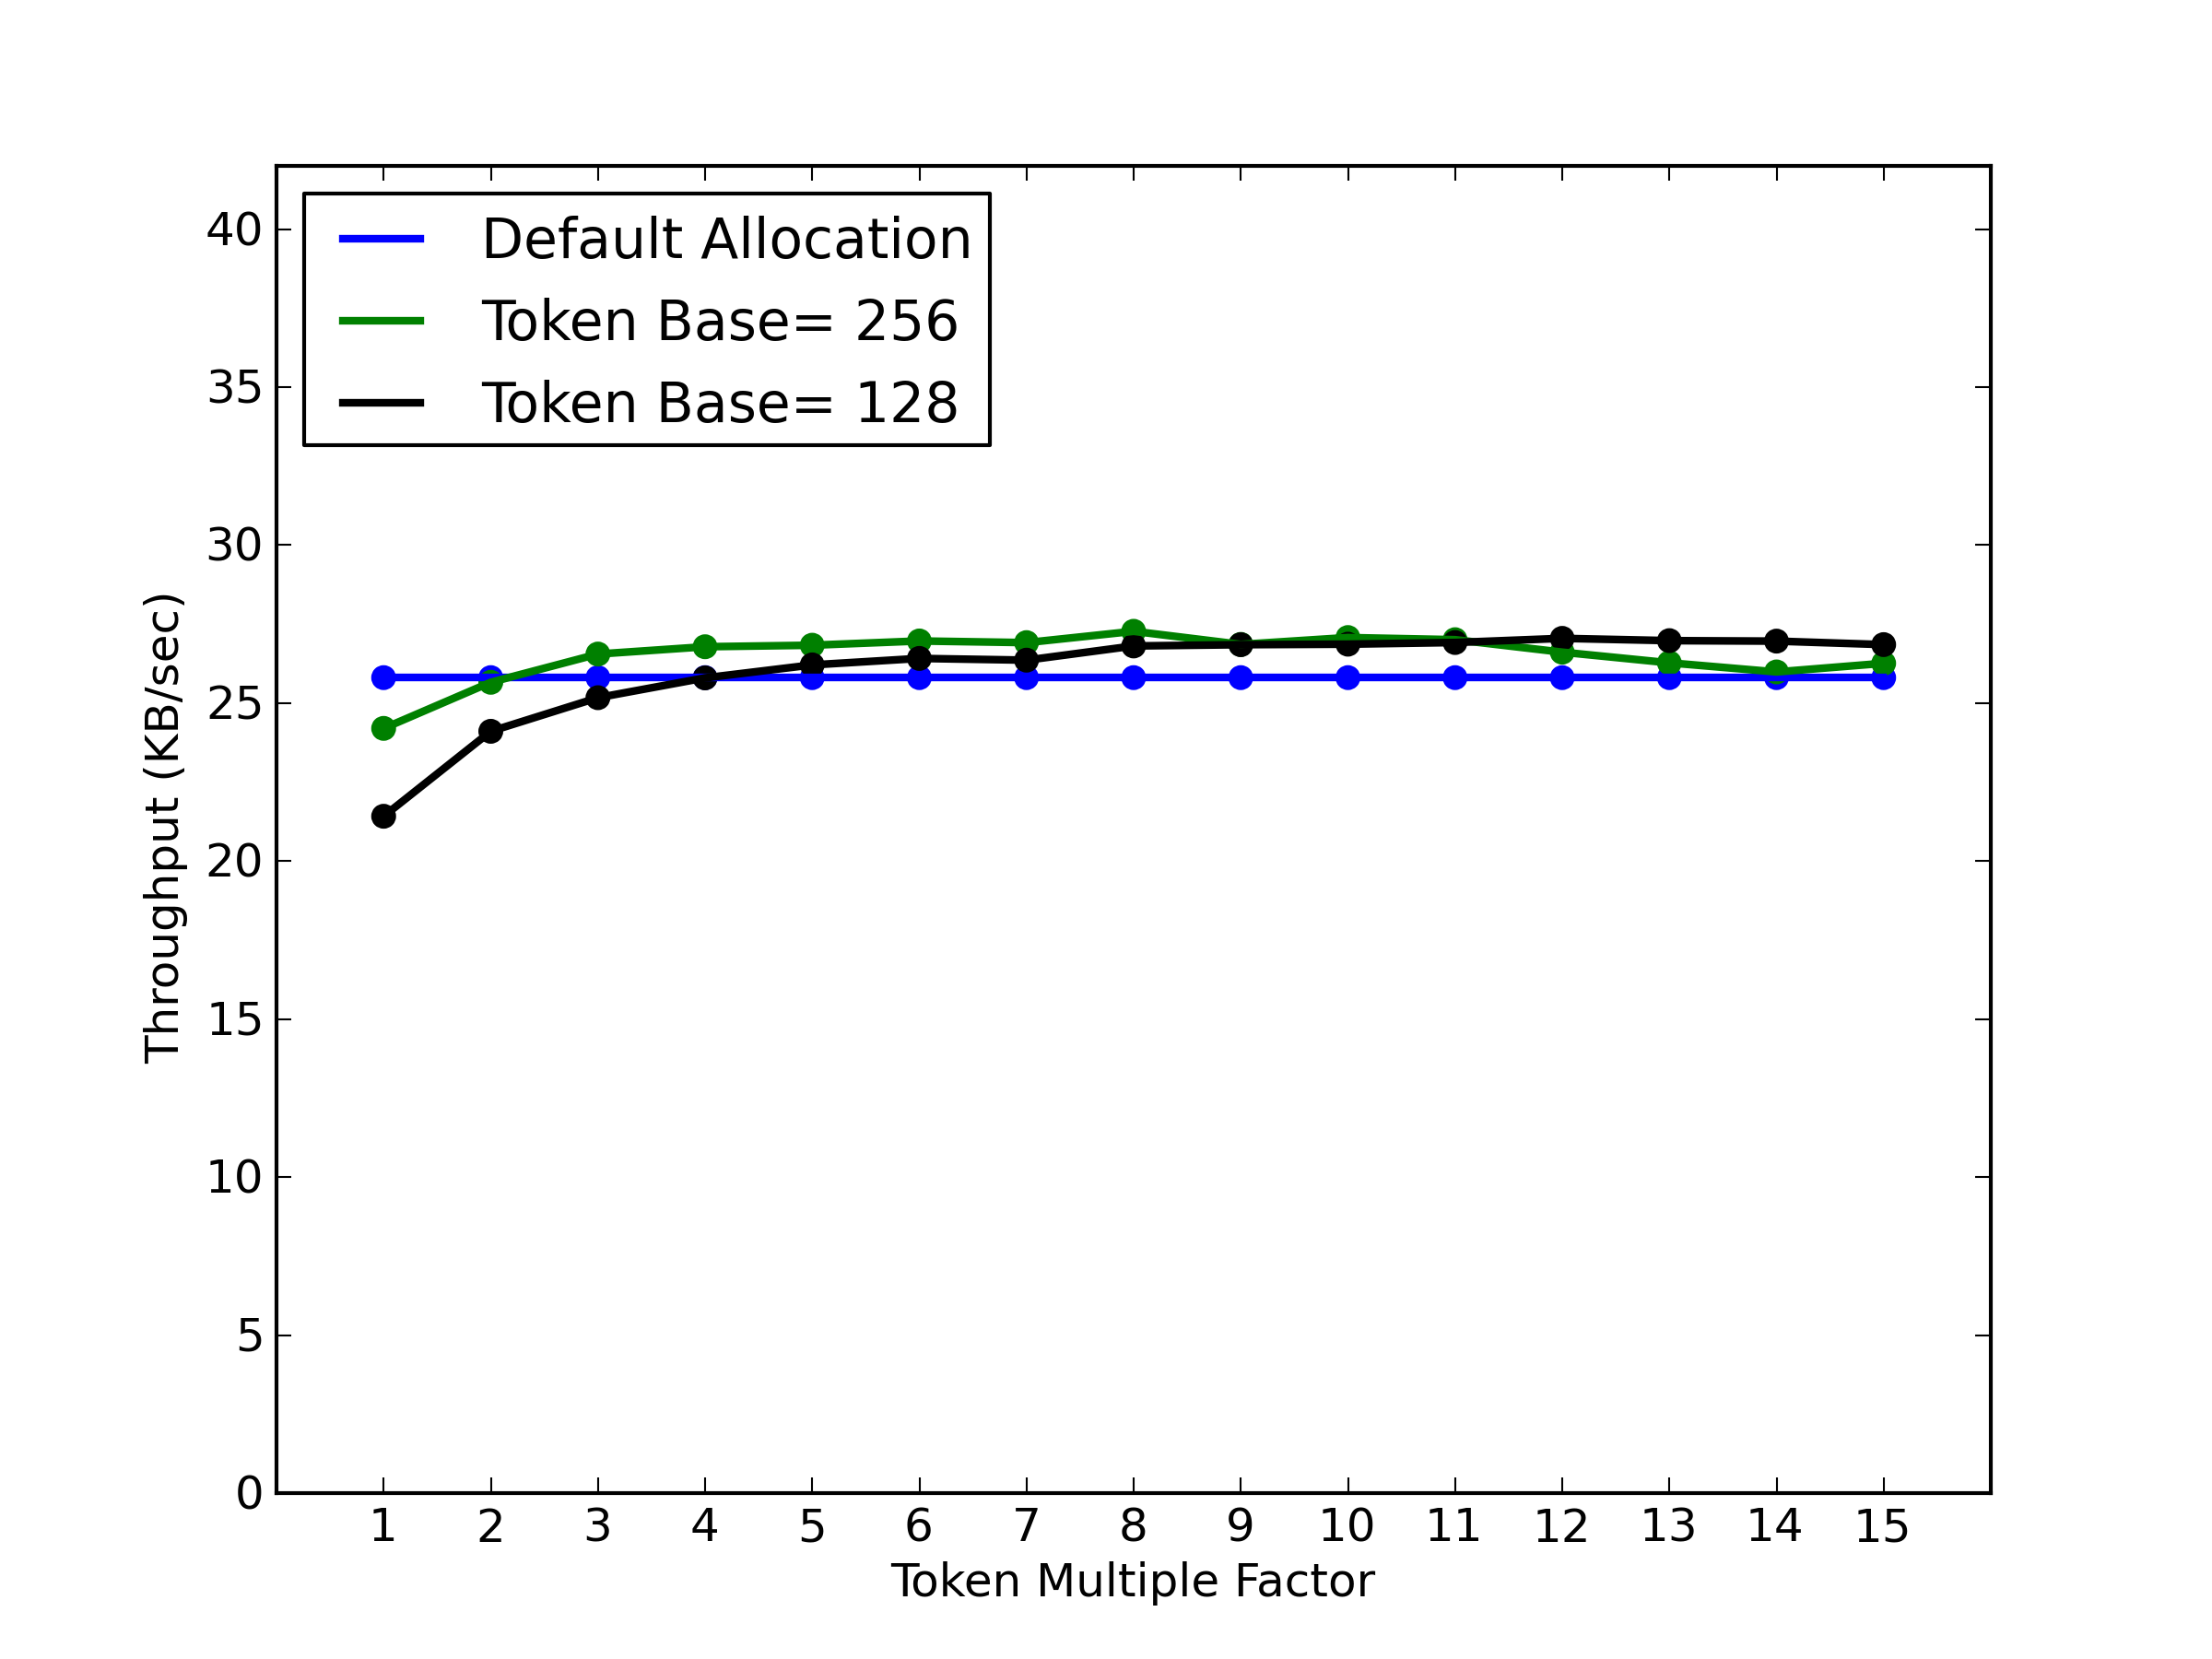 Default Allocation
Token Base= 256
Token Base= 128
40
35
30
25
20
15
10
5
0
Throughput (KB/sec)
1 2 3 4 5 6 7 8 9 10 11 12 13 14 15
Token Multiple Factor